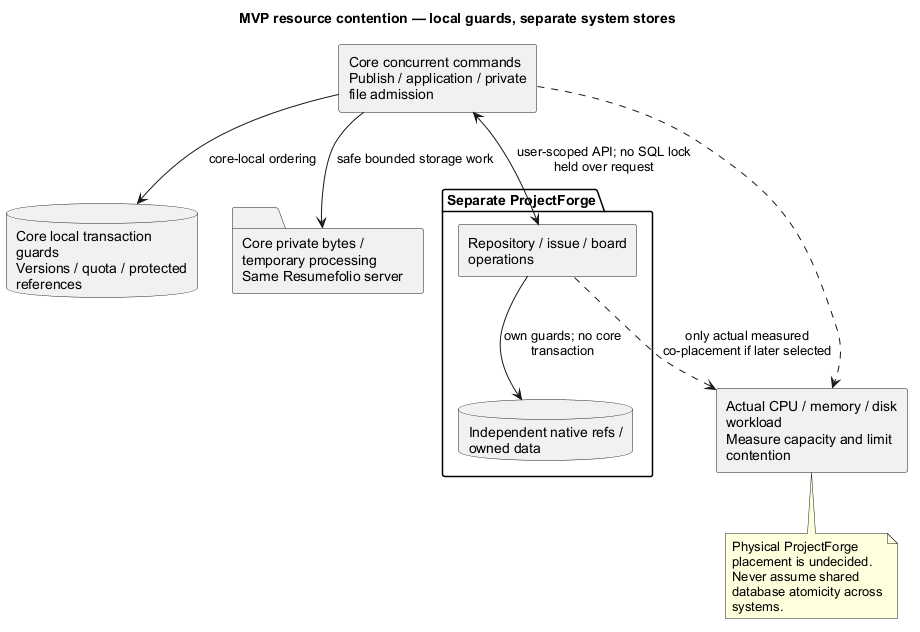 MVP resource contention — local guards, separate system stores
Core concurrent commands
Publish / application / private
file admission
core-local ordering
safe bounded storage work
user-scoped API; no SQL lock
held over request
Separate ProjectForge
Core local transaction
guards
Versions / quota / protected
references
Core private bytes /
temporary processing
Same Resumefolio server
Repository / issue / board
operations
own guards; no core
transaction
only actual measured
co-placement if later selected
Independent native refs /
owned data
Actual CPU / memory / disk
workload
Measure capacity and limit
contention
Physical ProjectForge
placement is undecided.
Never assume shared
database atomicity across
systems.